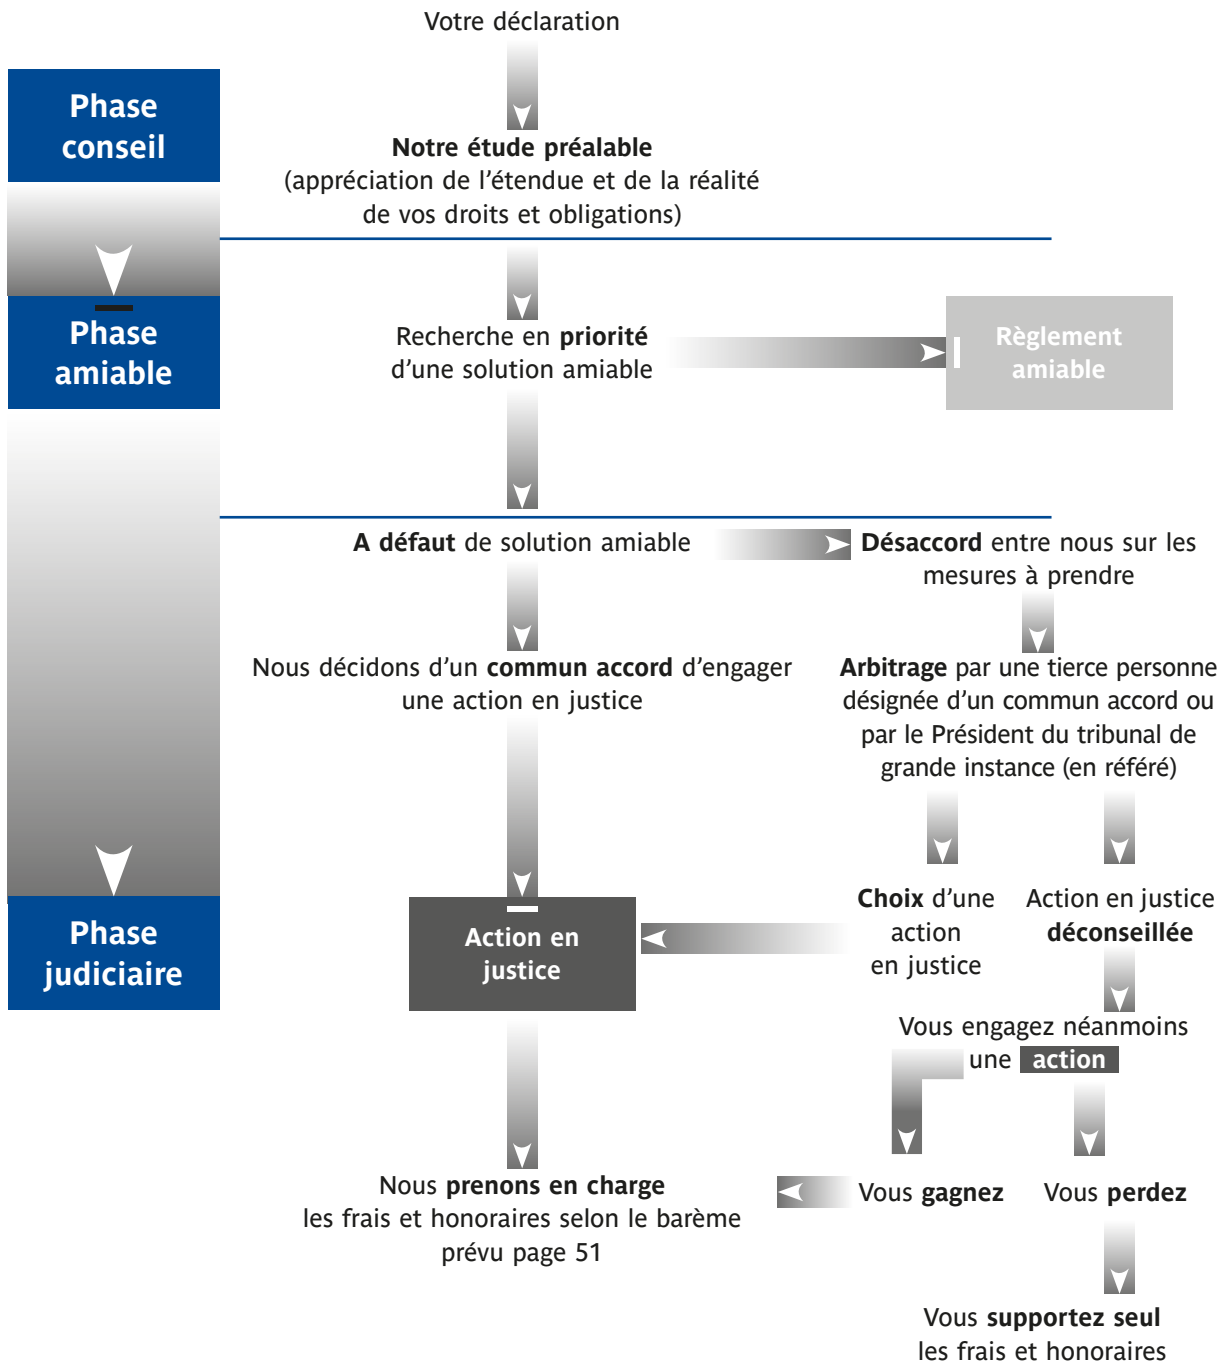 Votre déclaration
Phase
conseil
Notre étude préalable
(appréciation de l’étendue et de la réalité
de vos droits et obligations)
Phase
amiable
Recherche en priorité
d’une solution amiable
Règlement
amiable
A défaut de solution amiable
Désaccord entre nous sur les
mesures à prendre
Nous décidons d’un commun accord d’engager
une action en justice
Arbitrage par une tierce personne
désignée d’un commun accord ou
par le Président du tribunal de
grande instance (en référé)
Phase
judiciaire
Action en
justice
Choix d’une
action
en justice
Action en justice
déconseillée
Vous engagez néanmoins
une action
Nous prenons en charge
les frais et honoraires selon le barème
prévu page 51
Vous gagnez
Vous perdez
Vous supportez seul
les frais et honoraires